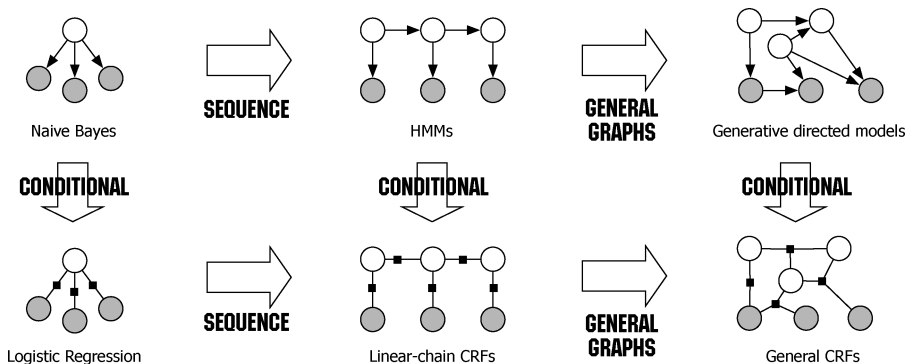 SEQUENCE
GENERAL
GRAPHS
Naive Bayes
HMMs
Generative directed models
CONDITIONAL
CONDITIONAL
CONDITIONAL
SEQUENCE
GENERAL
GRAPHS
Logistic Regression
Linear-chain CRFs
General CRFs